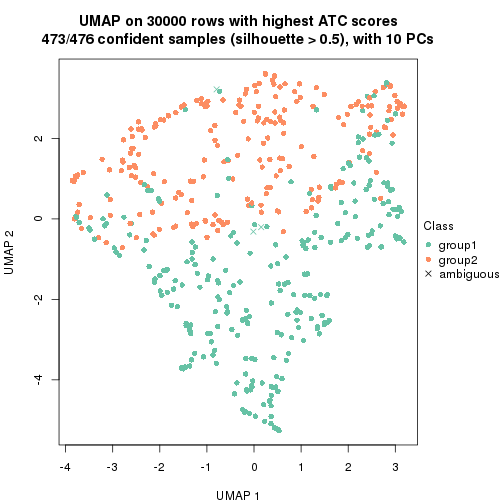 UMAP on 30000 rows with highest ATC scores
473/476 confident samples (silhouette > 0.5), with 10 PCs
UMAP 2
2
0
-2
-4
-4 -3 -2 -1 0 1 2 3
UMAP 1
Class
group1
group2
ambiguous